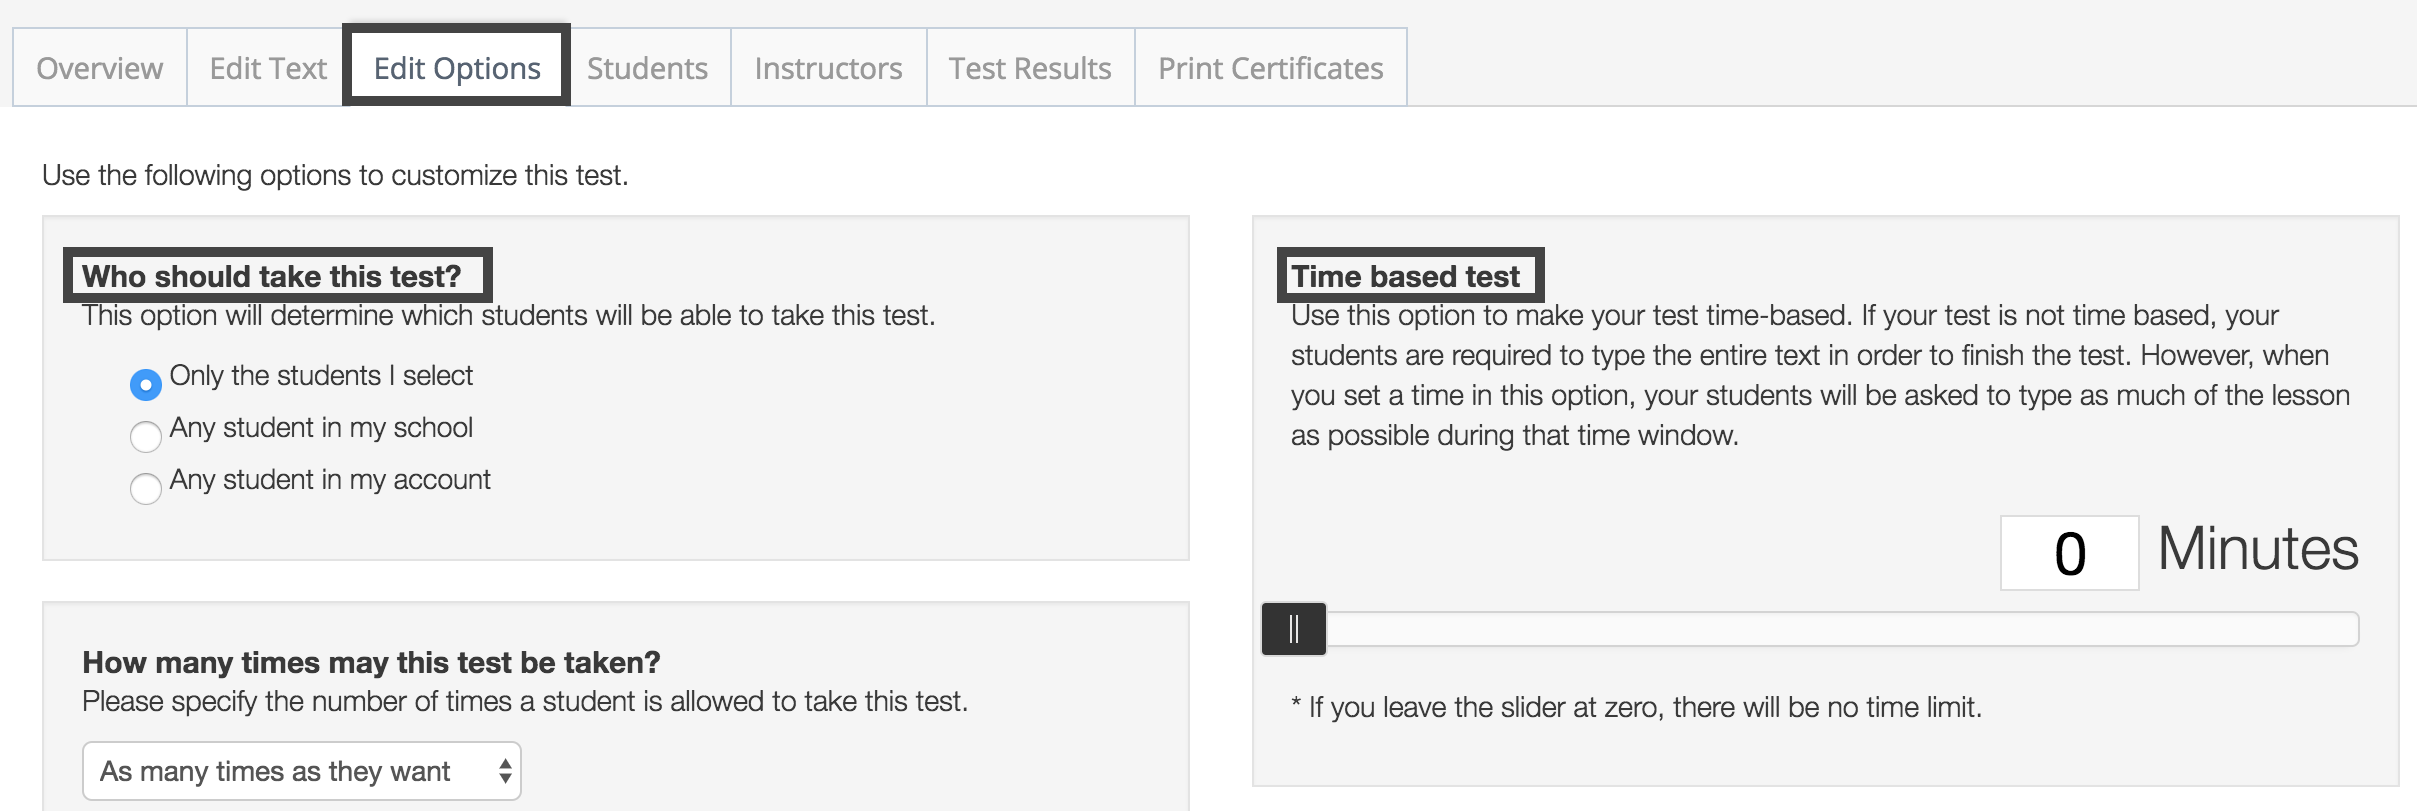 Overview Edit Text Edit Options Students Instructors Test Results Print Certificates
Use the following options to customize this test.
Who should take this test?
This option will determine which students will be able to take this test.
Only the students I select
Any student in my school
Any student in my account
How many times may this test be taken?
Please specify the number of times a student is allowed to take this test.
As many times as they want
Time based test
Use this option to make your test time-based. If your test is not time based, your
students are required to type the entire text in order to finish the test. However, when
you set a time in this option, your students will be asked to type as much of the lesson
as possible during that time window.
0 Minutes
* If you leave the slider at zero, there will be no time limit.